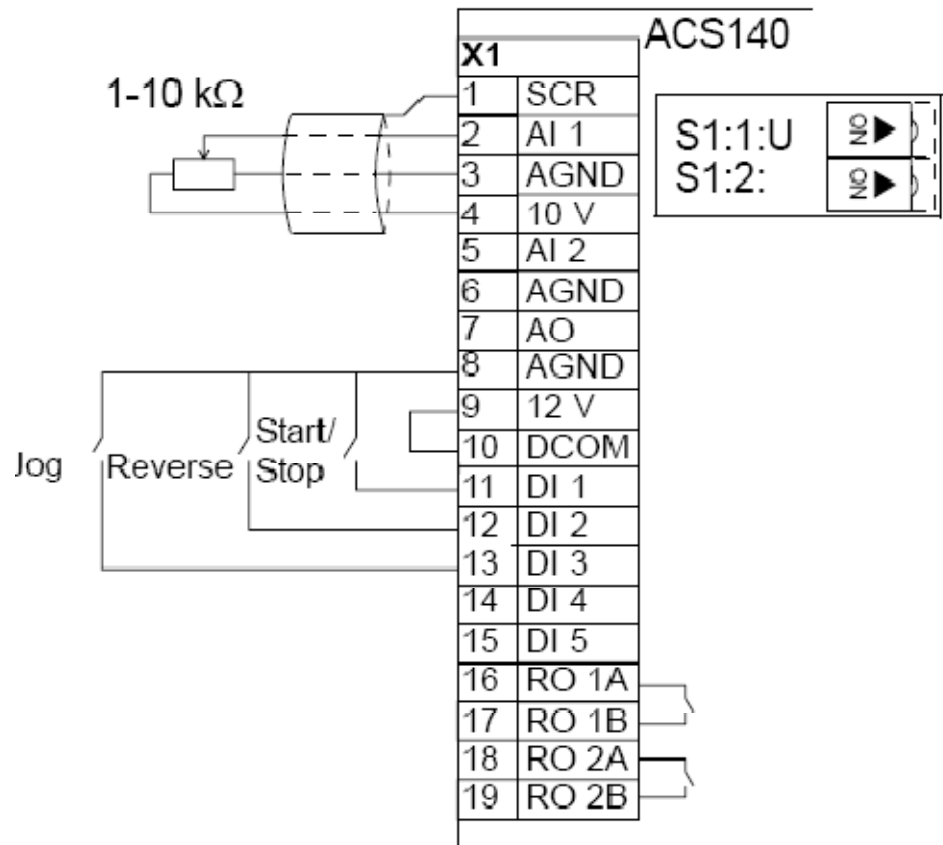 ACS140
X1
1-10 kΩ
1 SCR
2 AI 1
3 AGND
4 10 V
5 AI 2
6 AGND
7 AO
8 AGND
9 12 V
10 DCOM
11 DI 1
12 DI 2
13 DI 3
14 DI 4
15 DI 5
16 RO 1A
17 RO 1B
18 RO 2A
19 RO 2B
S1:1:U
S1:2:
ON
ON
Jog
Reverse
Start/
Stop